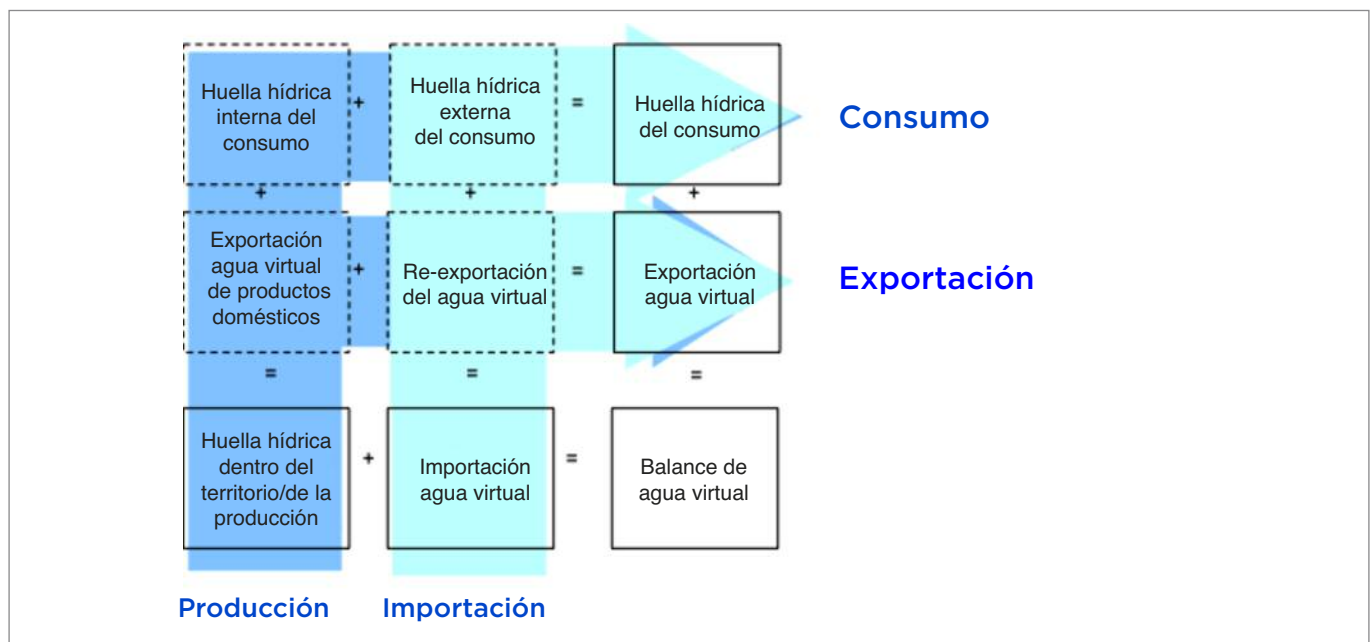 Huella hídrica
interna del
consumo
+
Huella hídrica
externa
del consumo
=
Huella hídrica
del consumo
Consumo
+
+
+
Exportación
agua virtual
de productos
domésticos
+
Re-exportación
del agua virtual
=
Exportación
agua virtual
Exportación
=
=
=
Huella hídrica
dentro del
territorio/de la
producción
+
Importación
agua virtual
=
Balance de
agua virtual
Producción
Importación